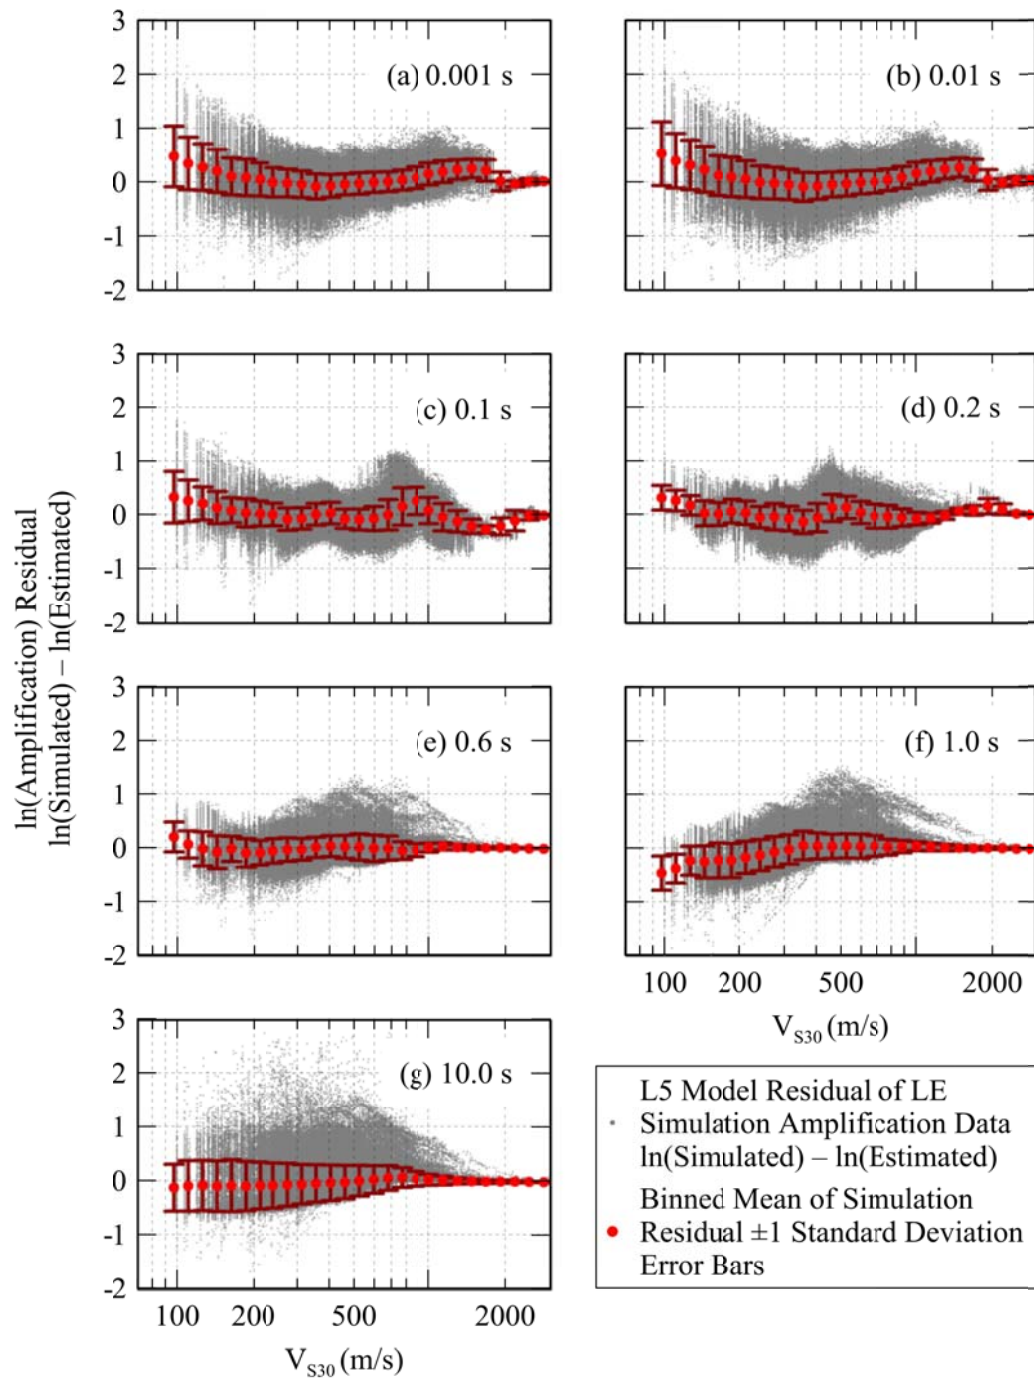 3
2
1
0
-1
-2
(a) 0.001 s
(b) 0.01 s
3
2
1
0
-1
-2
(c) 0.1 s
(d) 0.2 s
ln(Amplification) Residual
ln(Simulated) – ln(Estimated)
3
2
1
0
-1
-2
(e) 0.6 s
(f) 1.0 s
100 200 500 2000
V_S30 (m/s)
3
2
1
0
-1
-2
(g) 10.0 s
100 200 500 2000
V_S30 (m/s)
L5 Model Residual of LE
Simulation Amplification Data
ln(Simulated) – ln(Estimated)
Binned Mean of Simulation
Residual ±1 Standard Deviation
Error Bars